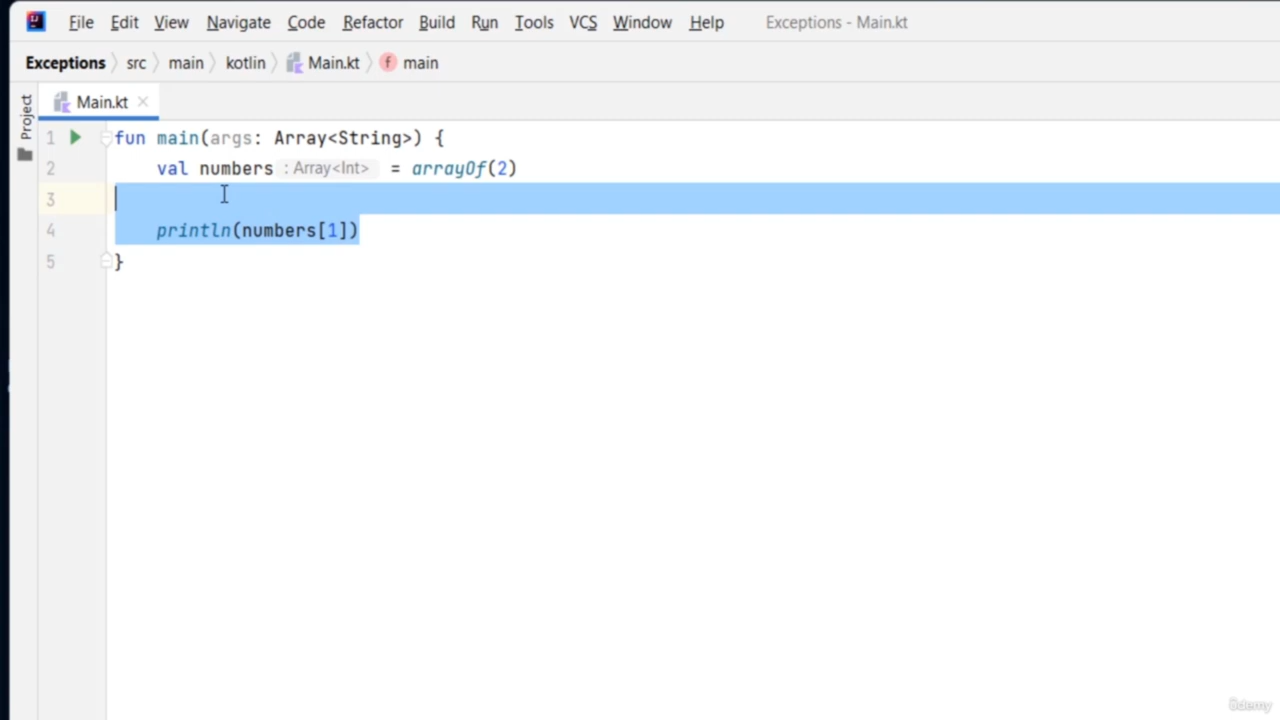 File Edit View Navigate Code Refactor Build Run Tools VCS Window Help Exceptions - Main.kt
Exceptions src main kotlin Main.kt f main
Project
Main.kt
1 fun main(args: Array<String>) {
2 val numbers : Array<Int> = arrayOf(2)
3
4 println(numbers[1])
5 }
ûdemy